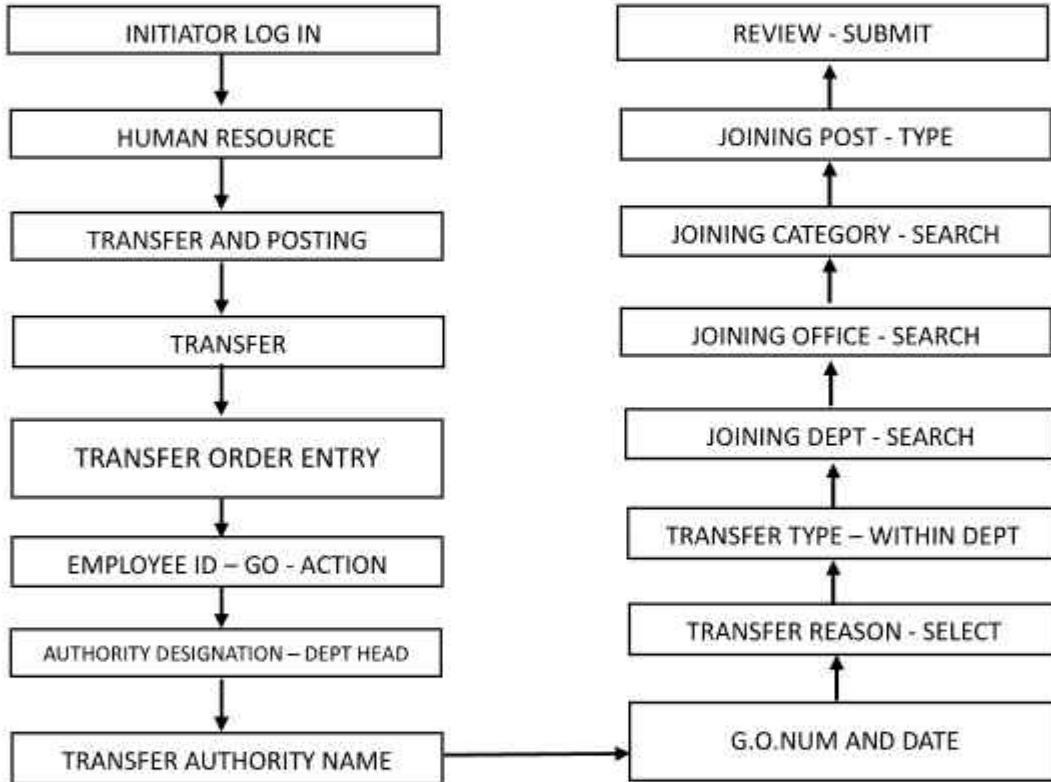 INITIATOR LOG IN
HUMAN RESOURCE
TRANSFER AND POSTING
TRANSFER
TRANSFER ORDER ENTRY
EMPLOYEE ID – GO - ACTION
AUTHORITY DESIGNATION – DEPT HEAD
TRANSFER AUTHORITY NAME
G.O.NUM AND DATE
TRANSFER REASON - SELECT
TRANSFER TYPE – WITHIN DEPT
JOINING DEPT - SEARCH
JOINING OFFICE - SEARCH
JOINING CATEGORY - SEARCH
JOINING POST - TYPE
REVIEW - SUBMIT